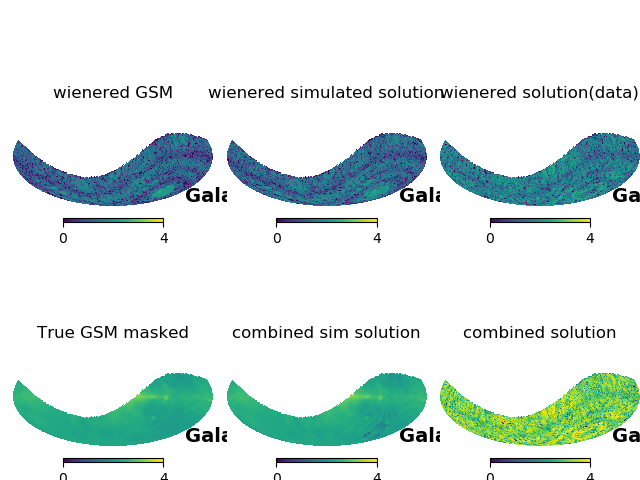 wienered GSM
wienered simulated solution
wienered solution(data)
Gala
Gala
Ga
0 4
0 4
0 4
True GSM masked
combined sim solution
combined solution
Gala
Gala
Ga
0 4
0 4
0 4